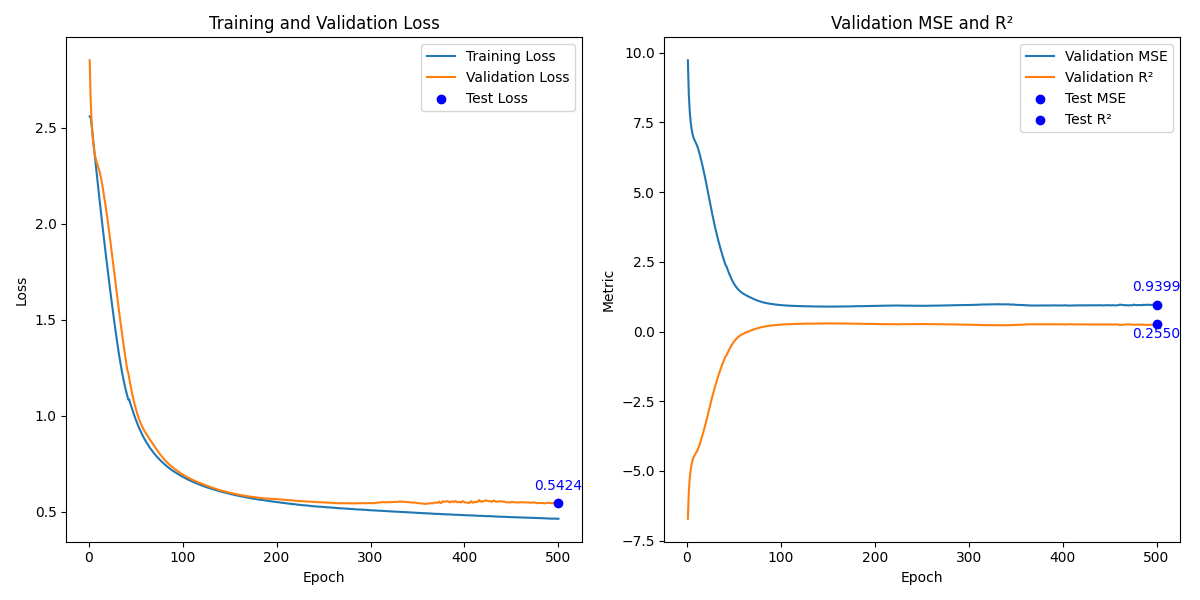 Training and Validation Loss
Training Loss
Validation Loss
Test Loss
2.5
2.0
1.5
1.0
0.5
Loss
0.5424
0 100 200 300 400 500
Epoch
Validation MSE and R²
Validation MSE
Validation R²
Test MSE
Test R²
10.0
7.5
5.0
2.5
0.0
−2.5
−5.0
−7.5
Metric
0.9399
0.2550
0 100 200 300 400 500
Epoch